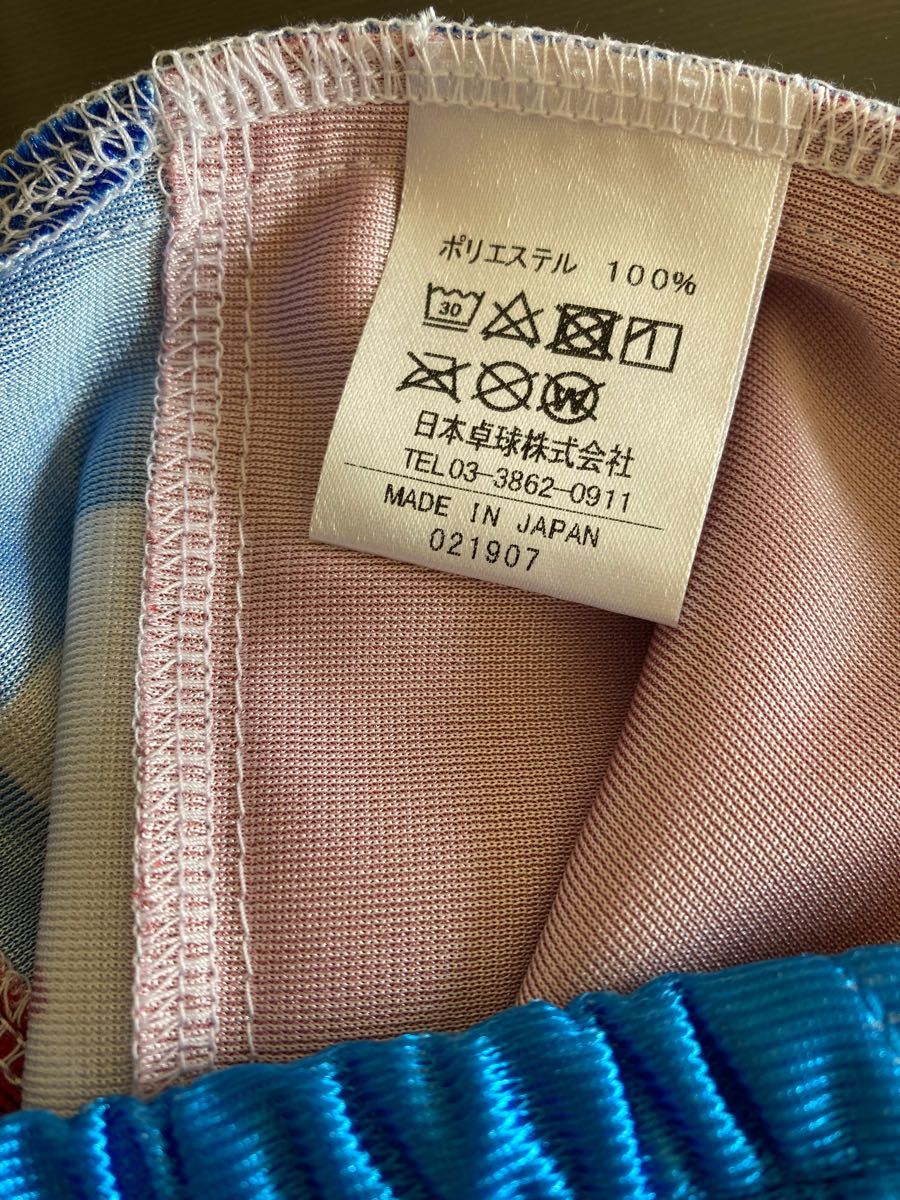 ポリエステル 100%
30
W
日本卓球株式会社
TEL03-3862-0911
MADE IN JAPAN
021907